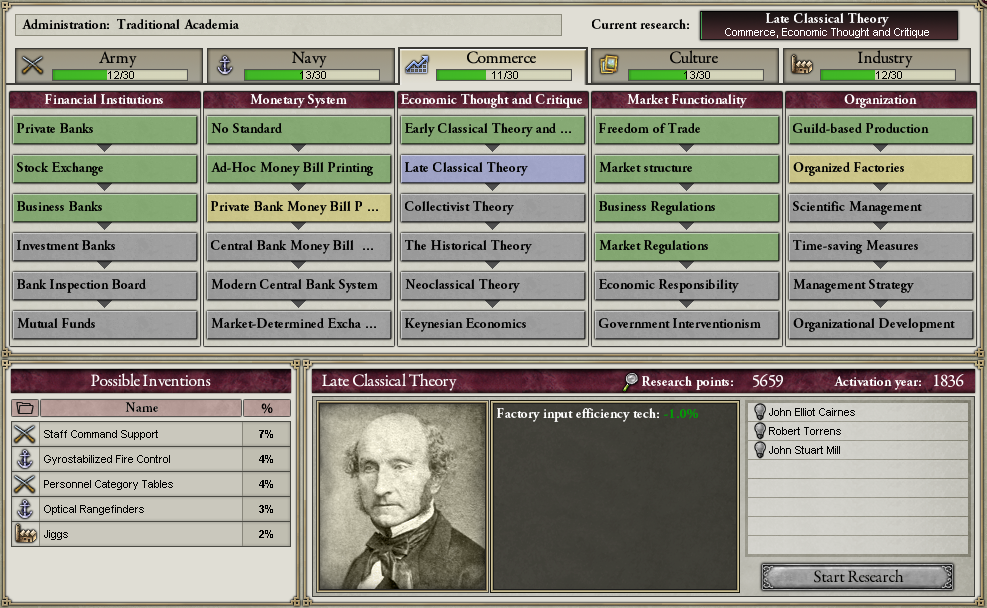 Administration: Traditional Academia
Current research:
Late Classical Theory
Commerce, Economic Thought and Critique
Army
12/30
Navy
13/30
Commerce
11/30
Culture
13/30
Industry
12/30
Financial Institutions
Monetary System
Economic Thought and Critique
Market Functionality
Organization
Private Banks
No Standard
Early Classical Theory and ...
Freedom of Trade
Guild-based Production
Stock Exchange
Ad-Hoc Money Bill Printing
Late Classical Theory
Market structure
Organized Factories
Business Banks
Private Bank Money Bill P ...
Collectivist Theory
Business Regulations
Scientific Management
Investment Banks
Central Bank Money Bill ...
The Historical Theory
Market Regulations
Time-saving Measures
Bank Inspection Board
Modern Central Bank System
Neoclassical Theory
Economic Responsibility
Management Strategy
Mutual Funds
Market-Determined Excha ...
Keynesian Economics
Government Interventionism
Organizational Development
Possible Inventions
Name
%
Staff Command Support
7%
Gyrostabilized Fire Control
4%
Personnel Category Tables
4%
Optical Rangefinders
3%
Jiggs
2%
Late Classical Theory
Research points: 5659
Activation year: 1836
Factory input efficiency tech: -1.0%
John Elliot Cairnes
Robert Torrens
John Stuart Mill
Start Research